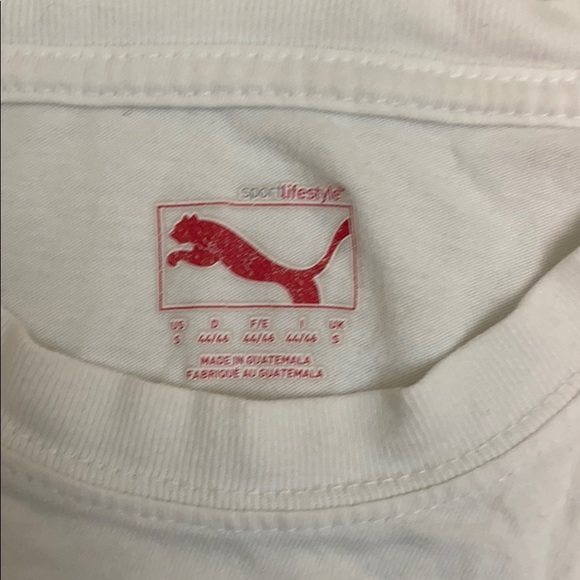 sportlifestyle
US D F/E I UK
S 44/46 44/46 44/46 S
MADE IN GUATEMALA
FABRIQUÉ AU GUATEMALA